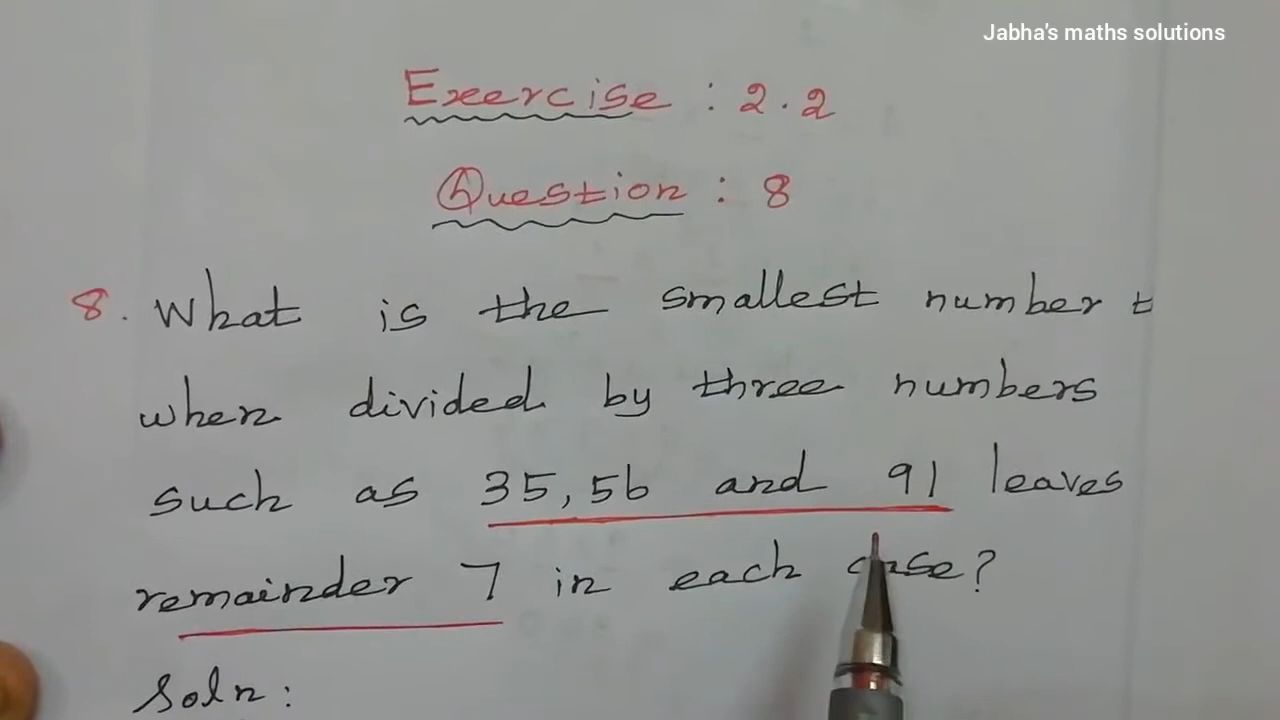 Jabha's maths solutions
Exercise : 2.2
Question : 8
8. What is the smallest number t
when divided by three numbers
such as 35, 56 and 91 leaves
remainder 7 in each case?
Soln: